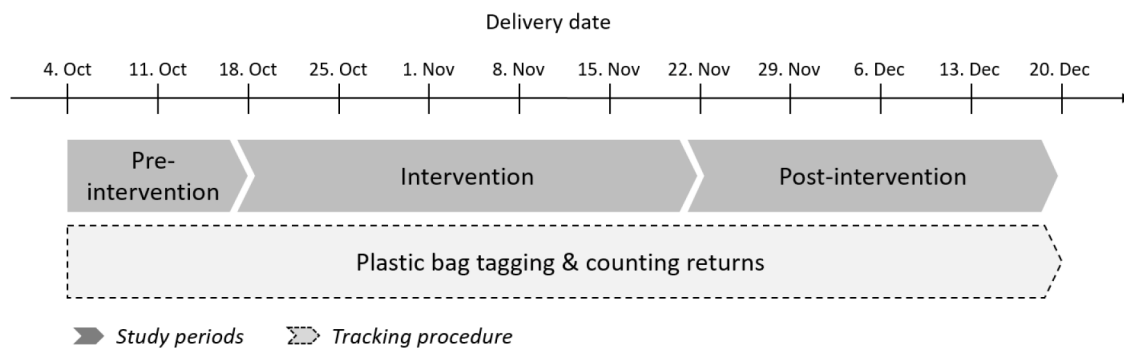 Delivery date
4. Oct 11. Oct 18. Oct 25. Oct 1. Nov 8. Nov 15. Nov 22. Nov 29. Nov 6. Dec 13. Dec 20. Dec
Pre-
intervention
Intervention
Post-intervention
Plastic bag tagging & counting returns
Study periods
Tracking procedure